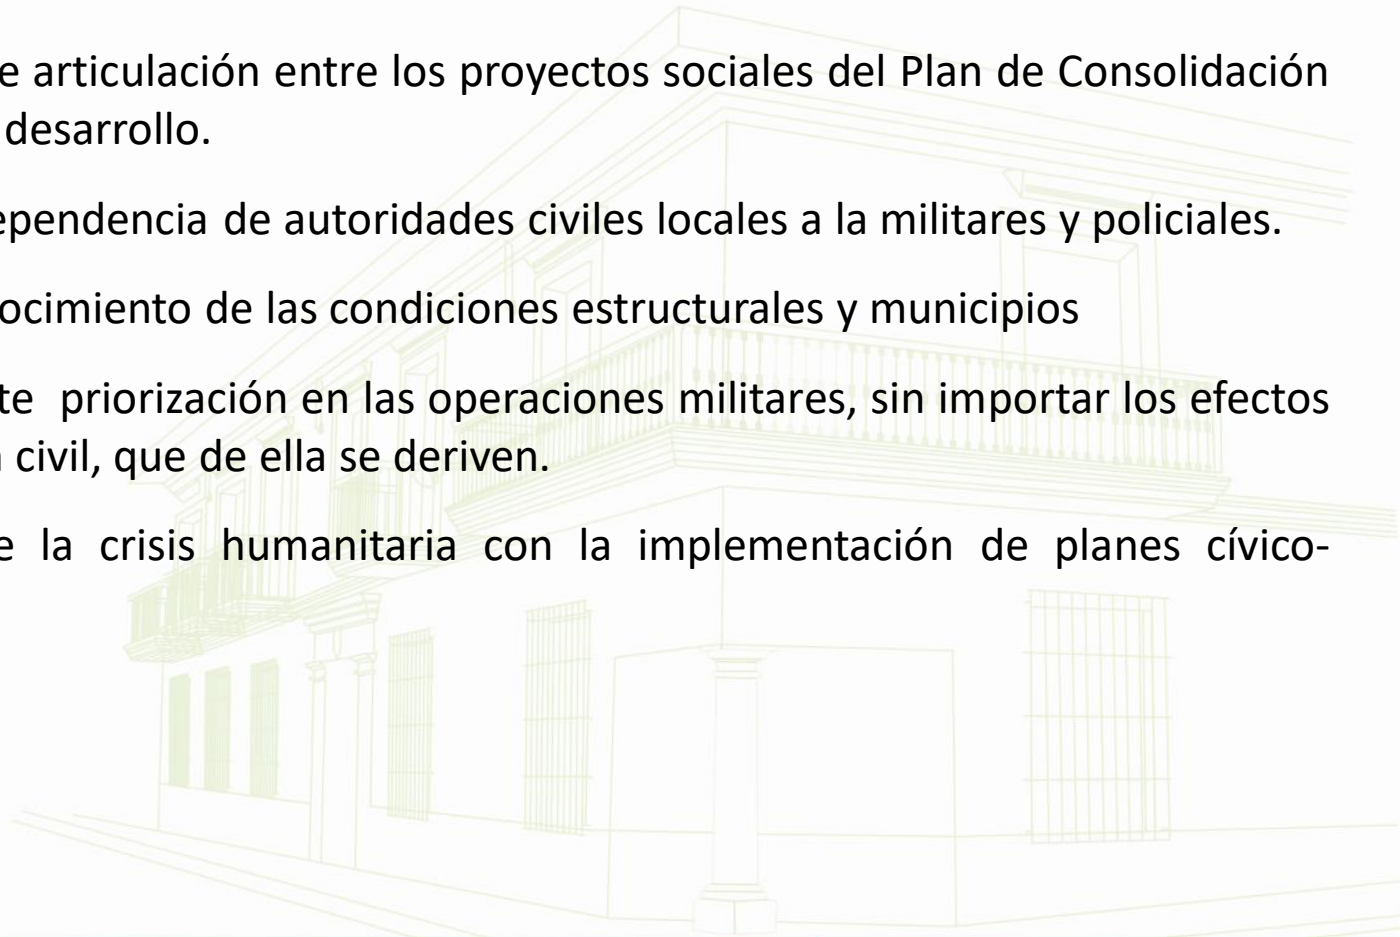 e articulación entre los proyectos sociales del Plan de Consolidación
desarrollo.
ependencia de autoridades civiles locales a la militares y policiales.
ocimiento de las condiciones estructurales y municipios
te priorización en las operaciones militares, sin importar los efectos
civil, que de ella se deriven.
e la crisis humanitaria con la implementación de planes cívico-